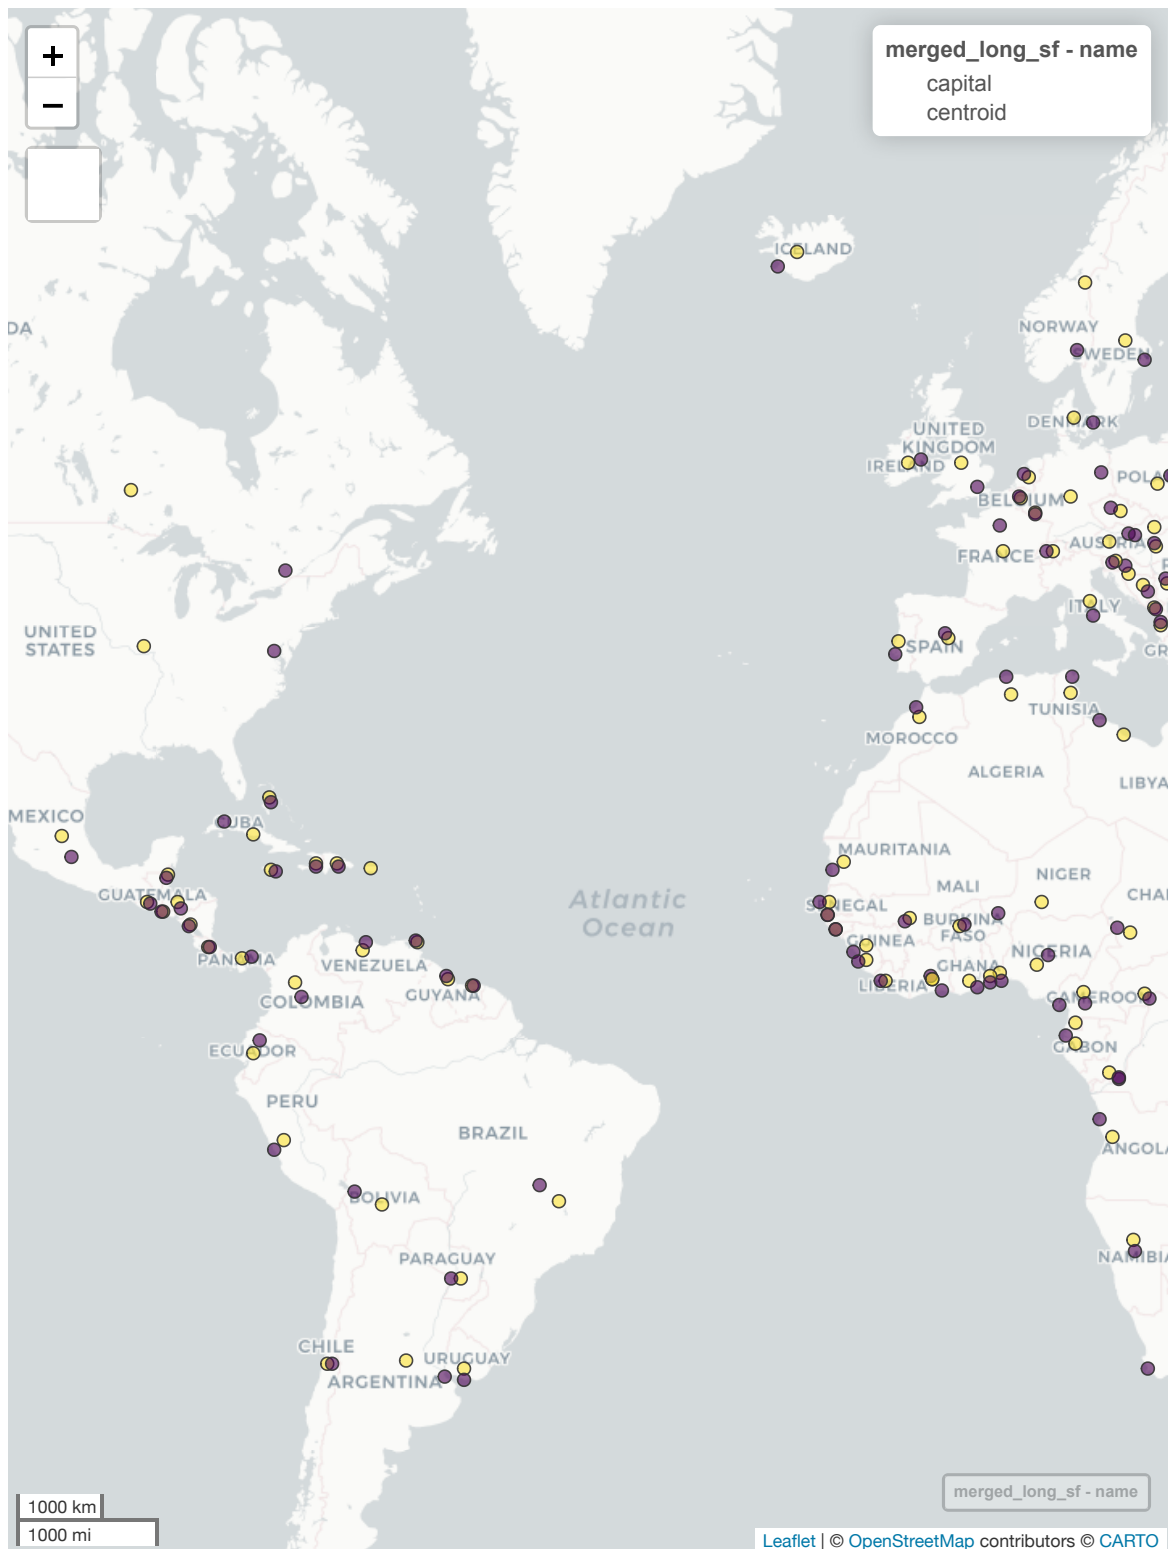 +
−
merged_long_sf - name
capital
centroid
ICELAND
DA
NORWAY
SWEDEN
DENMARK
UNITED
KINGDOM
IRELAND
POLA
BELGIUM
AUSTRIA
FRANCE
ITALY
UNITED
STATES
SPAIN
GR
TUNISIA
MOROCCO
ALGERIA
LIBYA
MEXICO
CUBA
MAURITANIA
NIGER
MALI
CHA
GUATEMALA
SENEGAL
Atlantic
Ocean
BURKINA
FASO
GUINEA
NIGERIA
PANAMA
VENEZUELA
GHANA
LIBERIA
GUYANA
COLOMBIA
CAMEROO
ECUADOR
GABON
PERU
BRAZIL
ANGOLA
BOLIVIA
PARAGUAY
NAMIBIA
CHILE
URUGUAY
ARGENTINA
merged_long_sf - name
1000 km
1000 mi
Leaflet | © OpenStreetMap contributors © CARTO